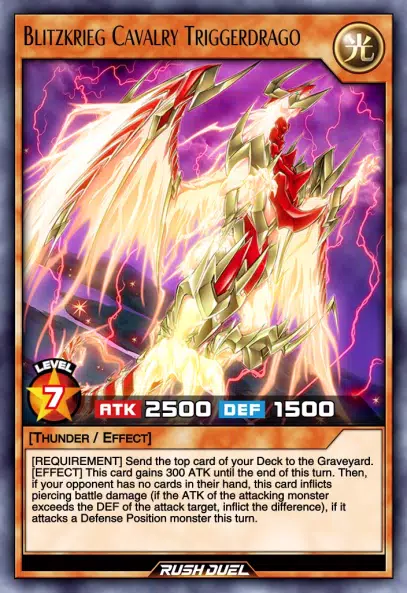 Blitzkrieg Cavalry Triggerdrago
光
LEVEL
7
ATK 2500 DEF 1500
[Thunder / Effect]
[REQUIREMENT] Send the top card of your Deck to the Graveyard.
[EFFECT] This card gains 300 ATK until the end of this turn. Then,
if your opponent has no cards in their hand, this card inflicts
piercing battle damage (if the ATK of the attacking monster
exceeds the DEF of the attack target, inflict the difference), if it
attacks a Defense Position monster this turn.
RUSH DUEL